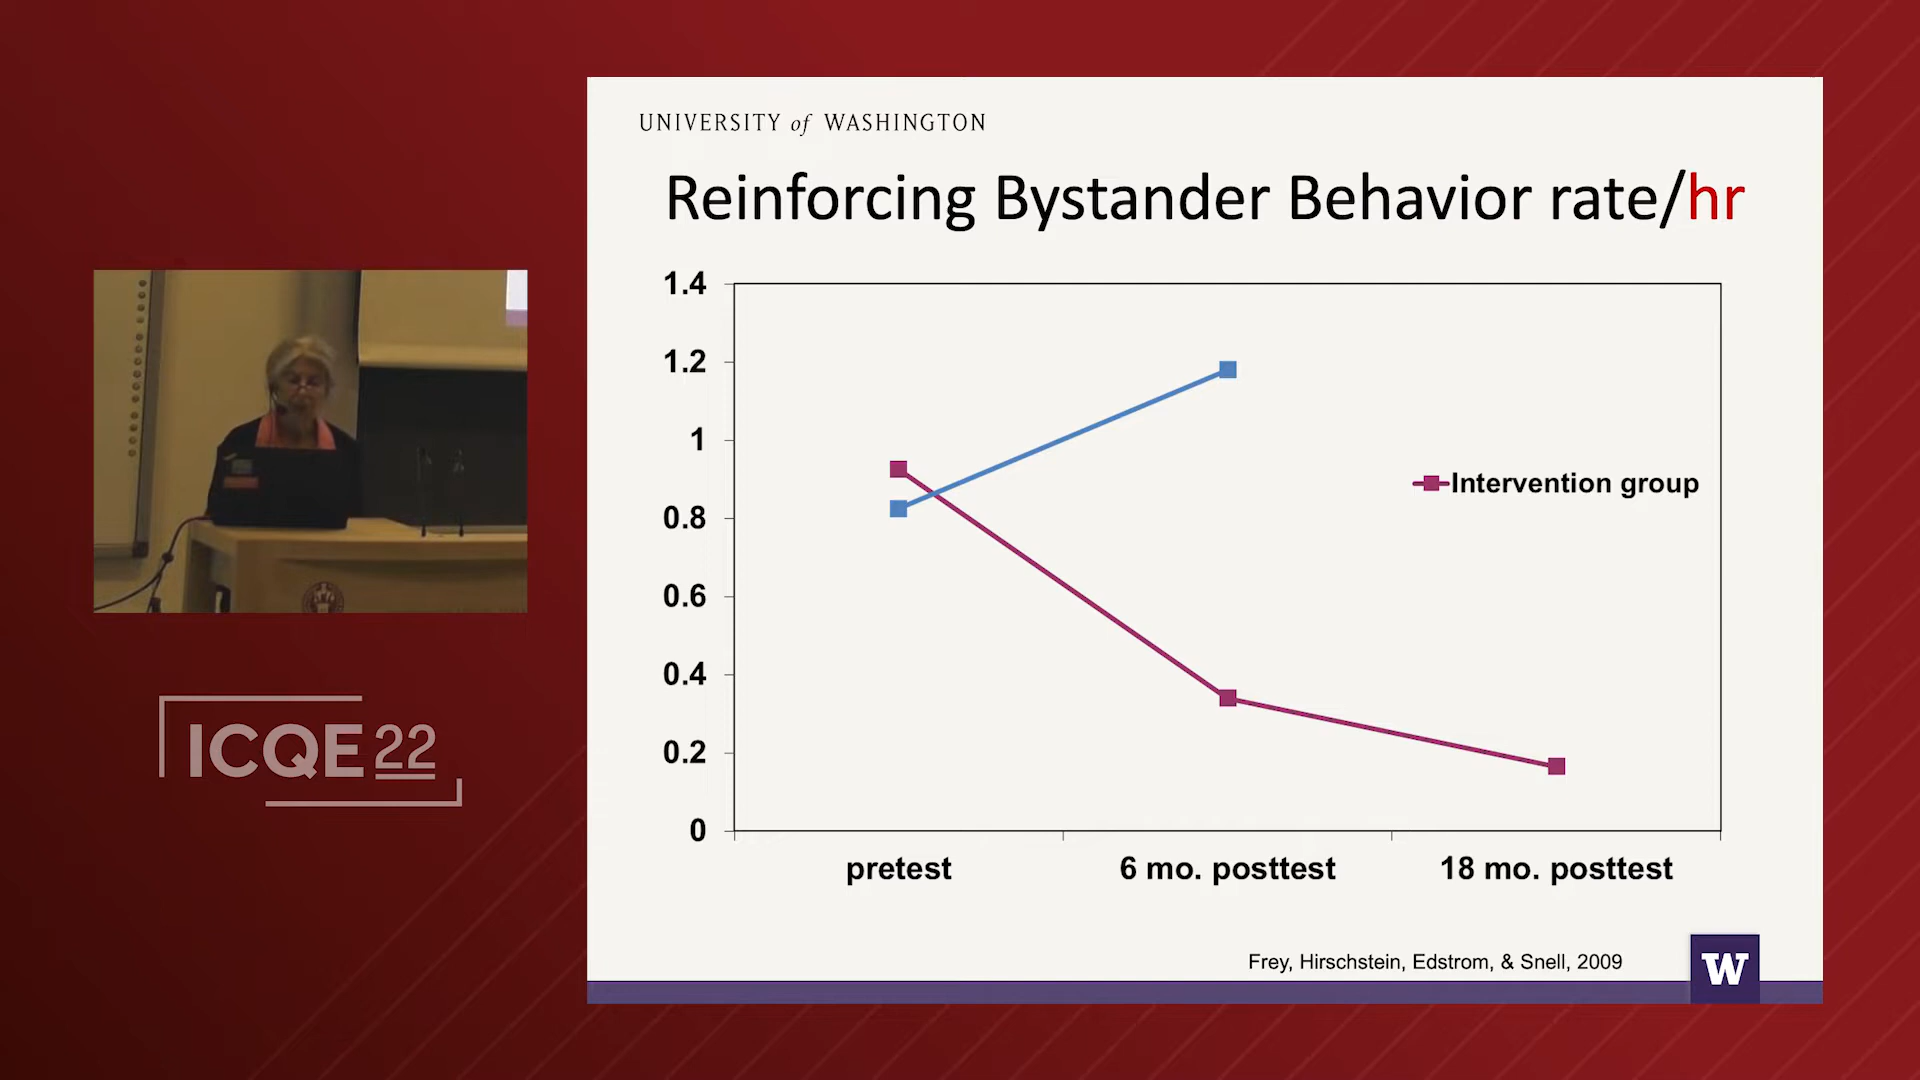 UNIVERSITY of WASHINGTON
Reinforcing Bystander Behavior rate/hr
1.4
1.2
1
0.8
0.6
0.4
0.2
0
Intervention group
pretest
6 mo. posttest
18 mo. posttest
Frey, Hirschstein, Edstrom, & Snell, 2009
W
ICQE22